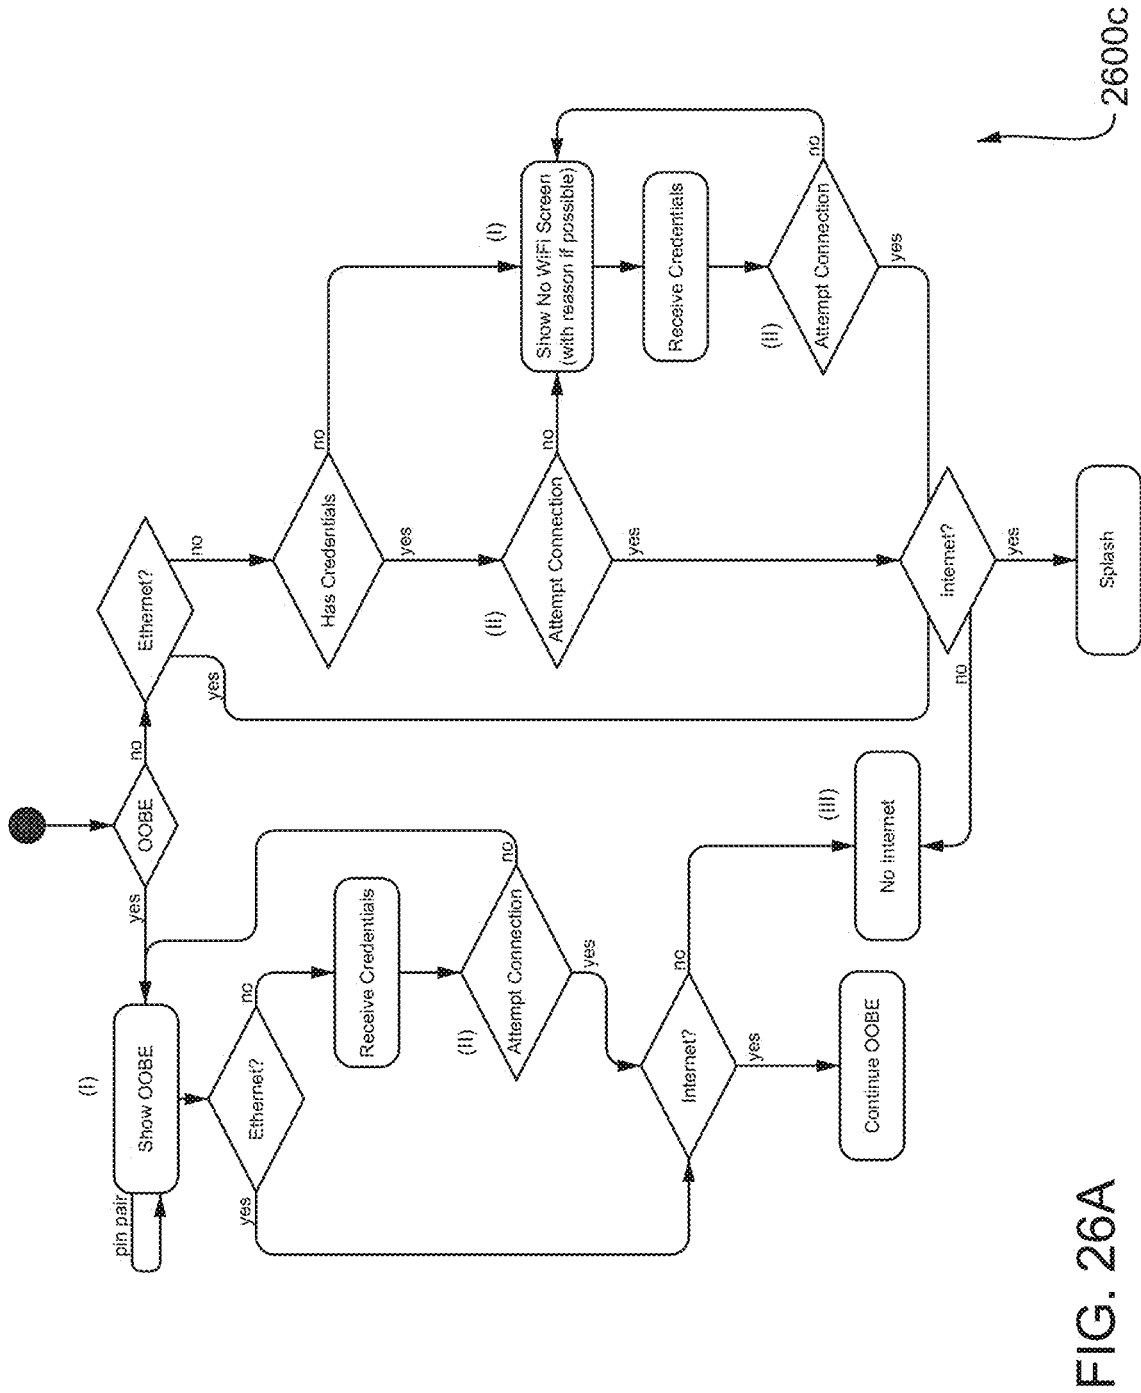 OOBE
yes
no
(I)
Show OOBE
pin pair
Ethernet?
yes
no
Receive Credentials
(II)
Attempt Connection
no
yes
Internet?
no
yes
Continue OOBE
(III)
No Internet
Ethernet?
yes
no
Has Credentials
no
yes
(II)
Attempt Connection
no
yes
(I)
Show No WiFi Screen
(with reason if possible)
Receive Credentials
(II)
Attempt Connection
no
yes
Internet?
no
yes
Splash
2600c
FIG. 26A